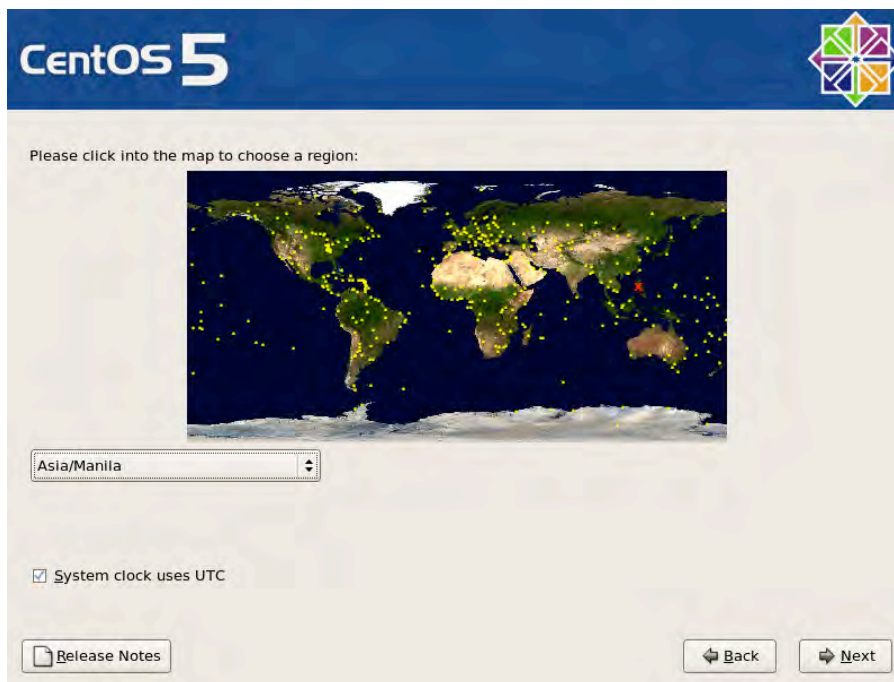 CentOS 5
Please click into the map to choose a region:
Asia/Manila
System clock uses UTC
Release Notes
Back
Next